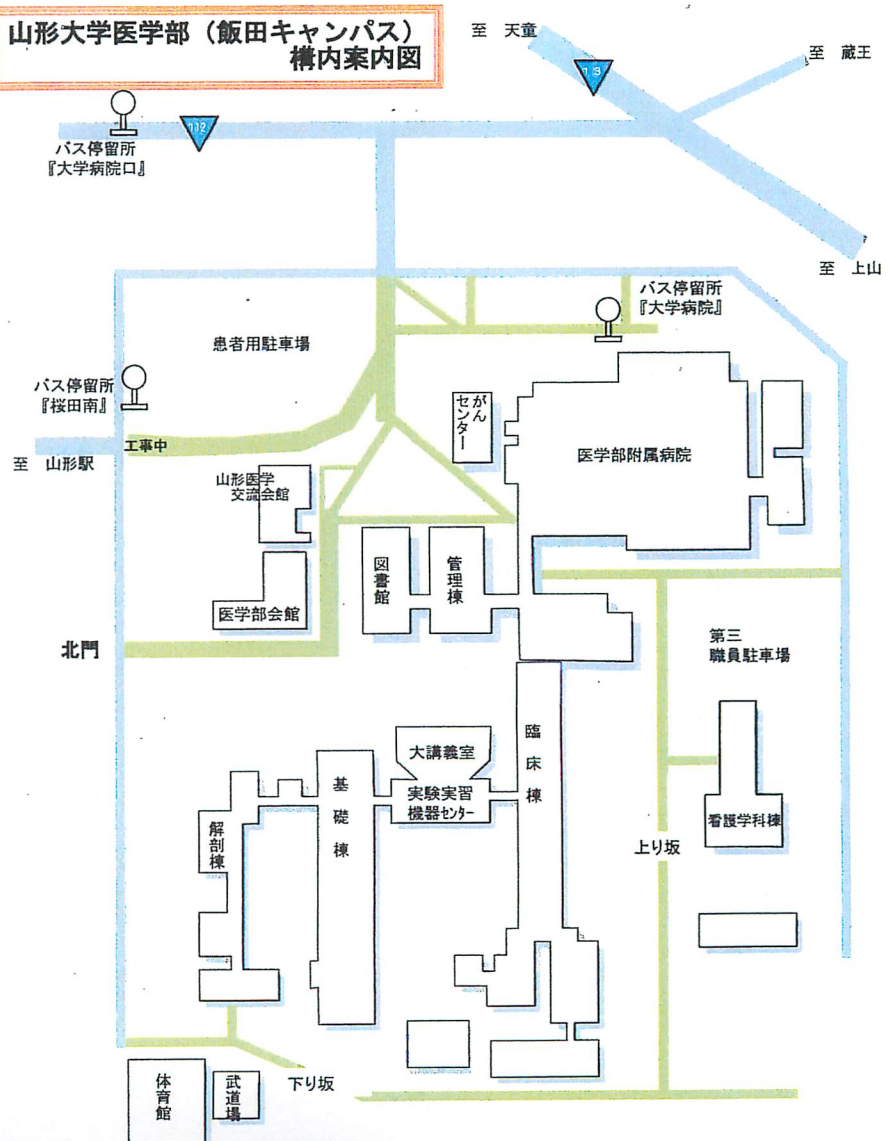 山形大学医学部（飯田キャンパス）
構内案内図
至　天童
至　蔵王
112
バス停留所
『大学病院口』
至　上山
バス停留所
『大学病院』
患者用駐車場
バス停留所
『桜田南』
工事中
至　山形駅
がん
センター
医学部附属病院
山形医学
交流会館
図書館
管理棟
医学部会館
北門
第三
職員駐車場
大講義室
臨床棟
基礎棟
実験実習
機器センター
解剖棟
看護学科棟
上り坂
下り坂
体育館
武道場